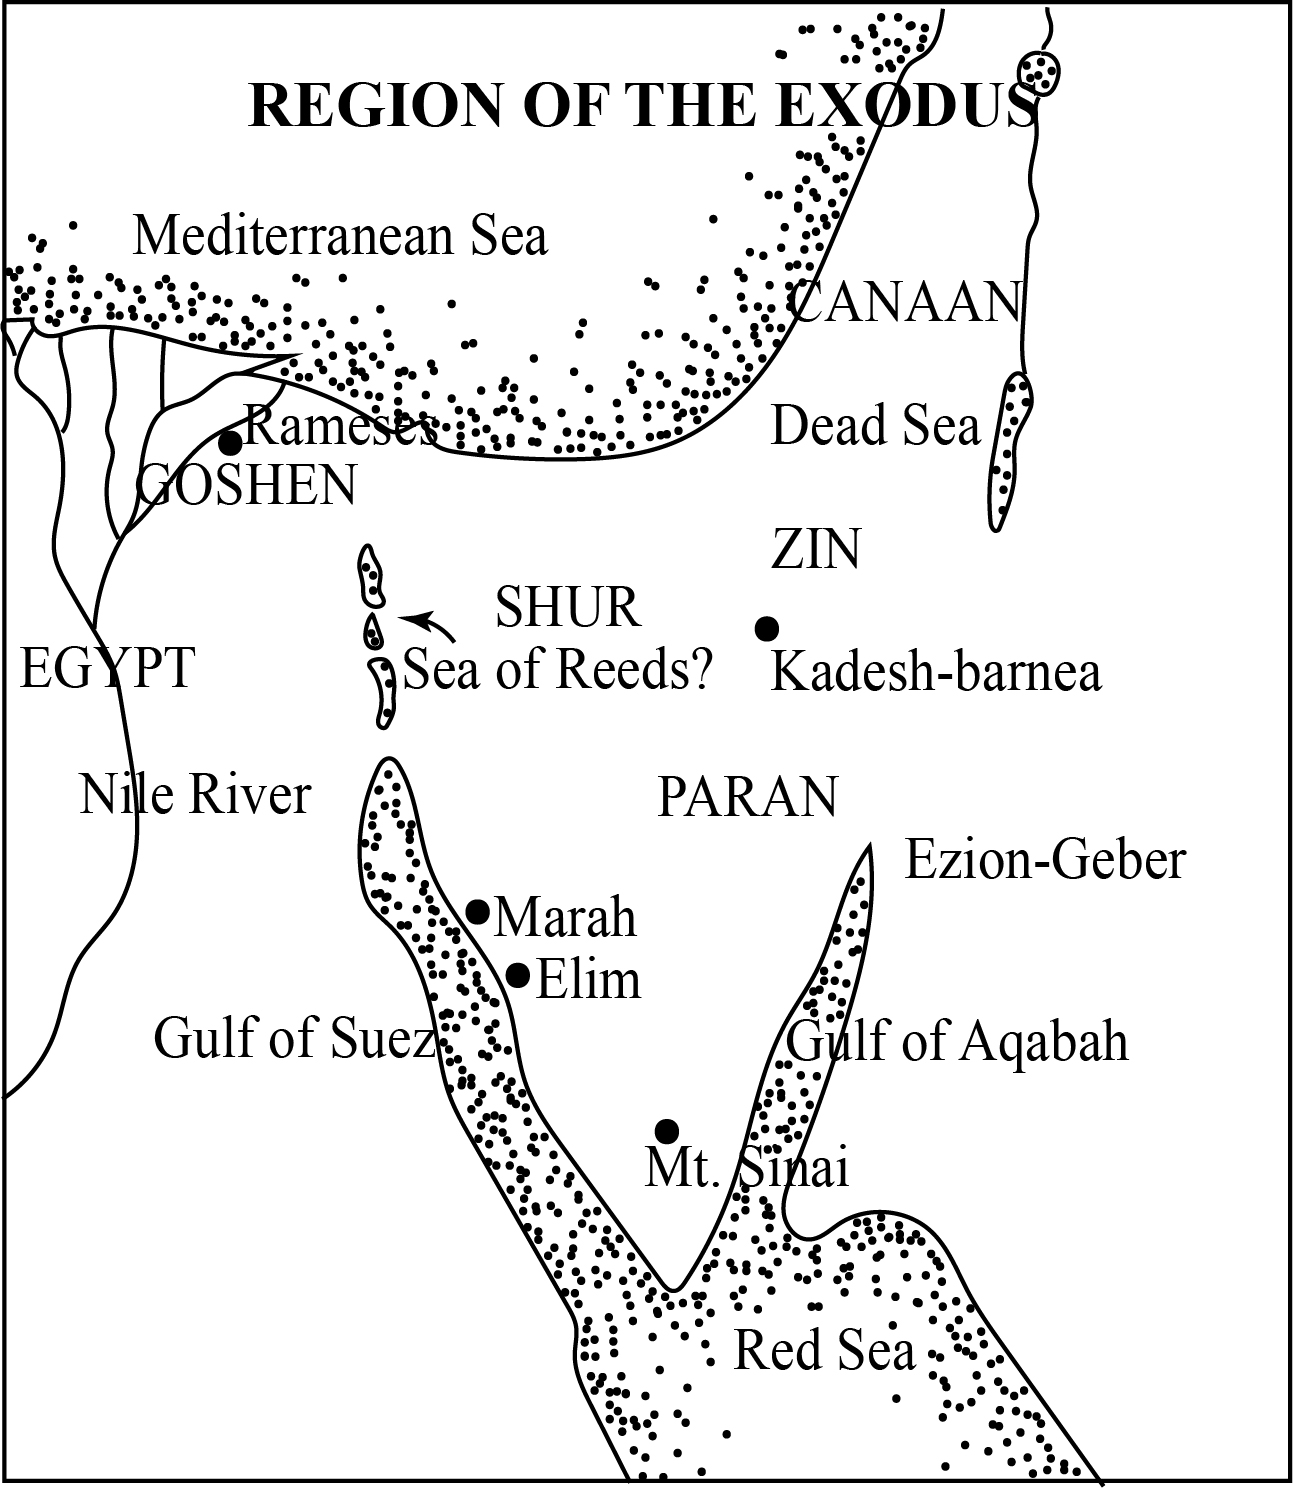 REGION OF THE EXODUS
Mediterranean Sea
CANAAN
Rameses
Dead Sea
GOSHEN
ZIN
SHUR
EGYPT
Sea of Reeds?
Kadesh-barnea
Nile River
PARAN
Ezion-Geber
Marah
Elim
Gulf of Suez
Gulf of Aqabah
Mt. Sinai
Red Sea